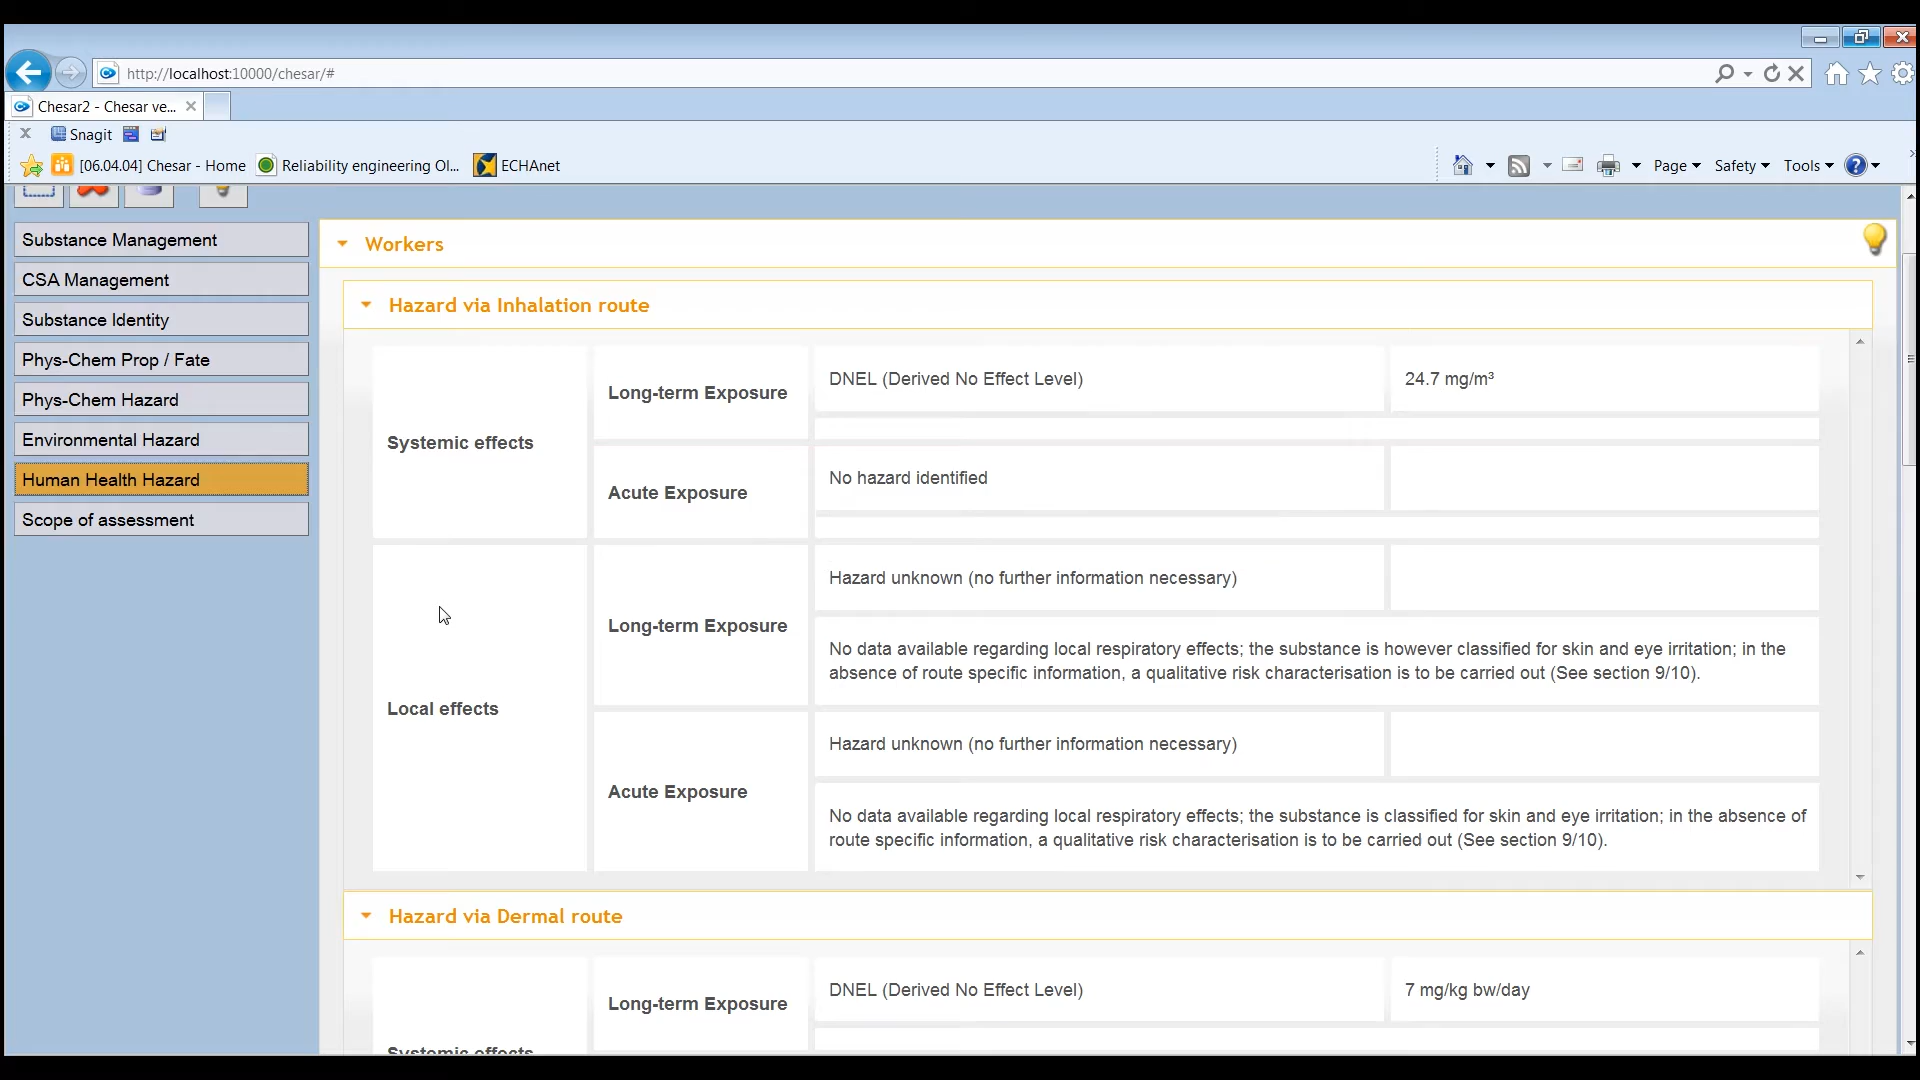 http://localhost:10000/chesar/#
Chesar2 - Chesar ve...
Snagit
[06.04.04] Chesar - Home
Reliability engineering Ol...
ECHAnet
Page
Safety
Tools
Substance Management
CSA Management
Substance Identity
Phys-Chem Prop / Fate
Phys-Chem Hazard
Environmental Hazard
Human Health Hazard
Scope of assessment
Workers
Hazard via Inhalation route
Systemic effects
Long-term Exposure
DNEL (Derived No Effect Level)
24.7 mg/m³
Acute Exposure
No hazard identified
Local effects
Long-term Exposure
Hazard unknown (no further information necessary)
No data available regarding local respiratory effects; the substance is however classified for skin and eye irritation; in the
absence of route specific information, a qualitative risk characterisation is to be carried out (See section 9/10).
Acute Exposure
Hazard unknown (no further information necessary)
No data available regarding local respiratory effects; the substance is classified for skin and eye irritation; in the absence of
route specific information, a qualitative risk characterisation is to be carried out (See section 9/10).
Hazard via Dermal route
Systemic effects
Long-term Exposure
DNEL (Derived No Effect Level)
7 mg/kg bw/day